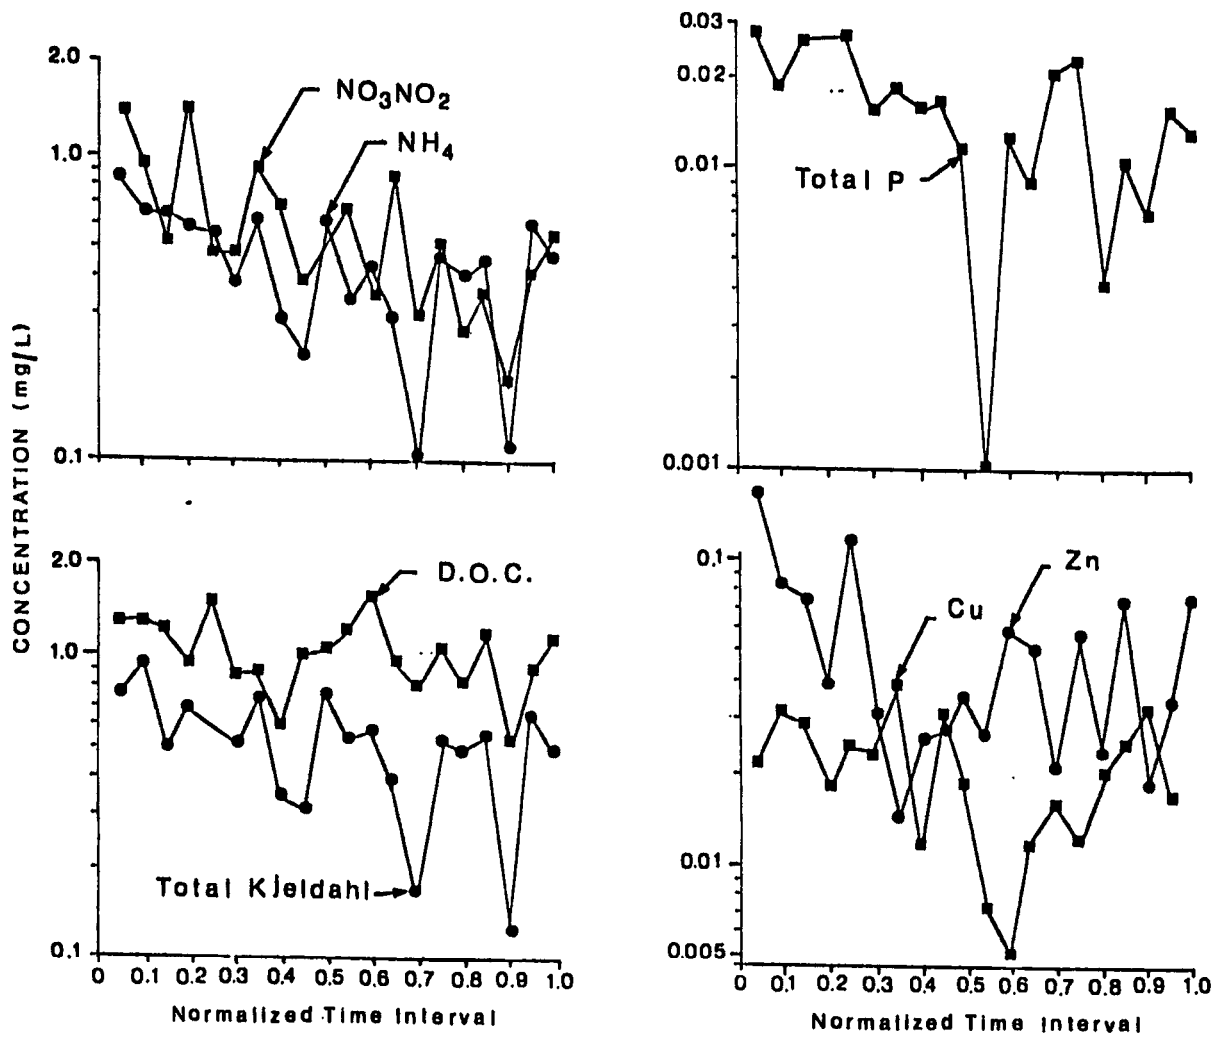 CONCENTRATION (mg/L)
2.0
1.0
0.1
NO3NO2
NH4
0.03
0.02
0.01
0.001
Total P
2.0
1.0
0.1
D.O.C.
Total Kjeldahl
0 0.1 0.2 0.3 0.4 0.5 0.6 0.7 0.8 0.9 1.0
Normalized Time Interval
0.1
0.01
0.005
Zn
Cu
0 0.1 0.2 0.3 0.4 0.5 0.6 0.7 0.8 0.9 1.0
Normalized Time Interval